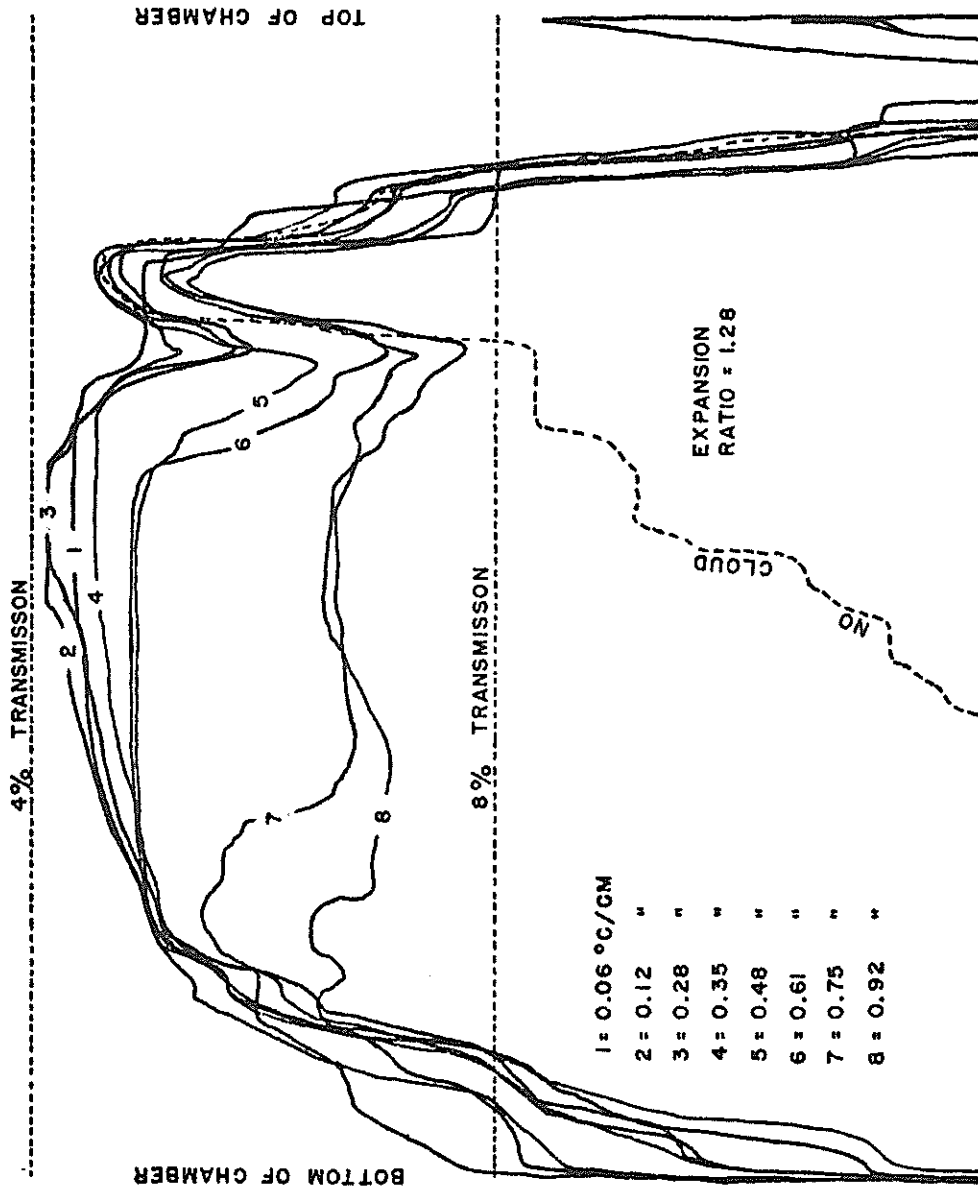 4% TRANSMISSON
TOP OF CHAMBER
BOTTOM OF CHAMBER
3
2
1
4
5
6
7
8
8% TRANSMISSON
EXPANSION
RATIO = 1.28
NO
CLOUD
1 = 0.06 °C/CM
2 = 0.12 "
3 = 0.28 "
4 = 0.35 "
5 = 0.48 "
6 = 0.61 "
7 = 0.75 "
8 = 0.92 "